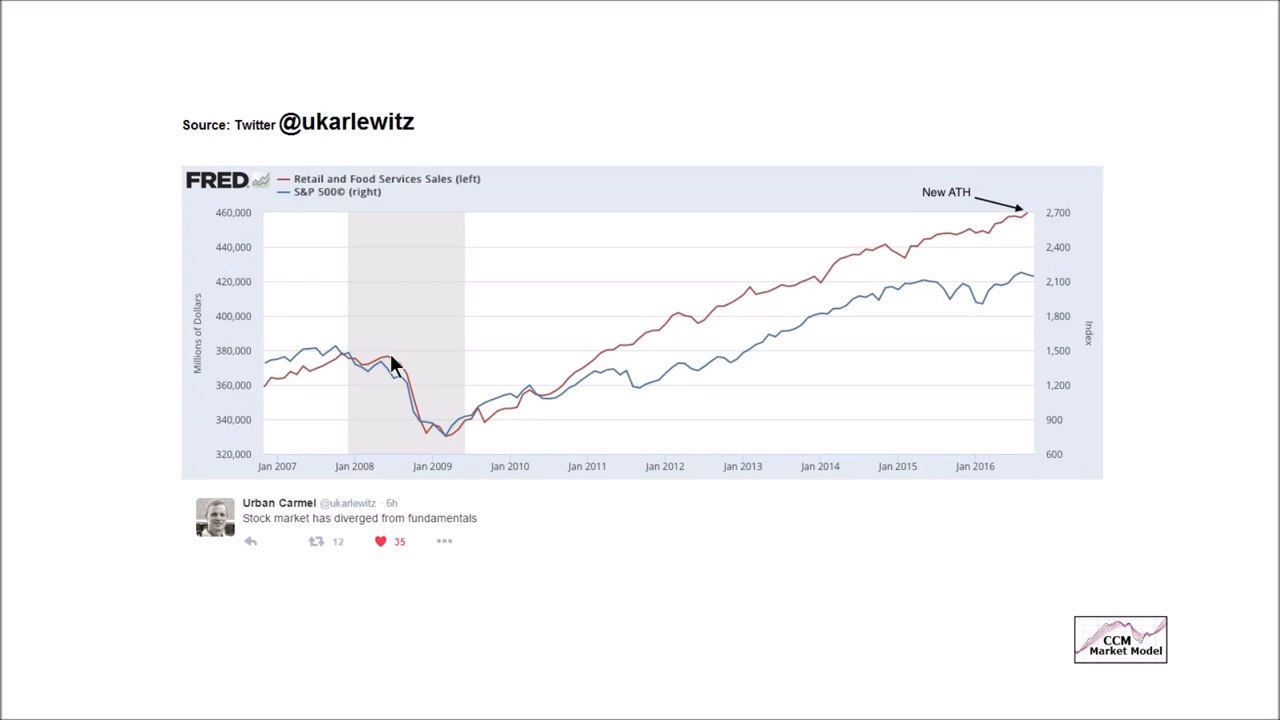 Source: Twitter @ukarlewitz
FRED
Retail and Food Services Sales (left)
S&P 500© (right)
New ATH
460,000
2,700
440,000
2,400
420,000
2,100
400,000
1,800
380,000
1,500
360,000
1,200
340,000
900
320,000
600
Millions of Dollars
Index
Jan 2007 Jan 2008 Jan 2009 Jan 2010 Jan 2011 Jan 2012 Jan 2013 Jan 2014 Jan 2015 Jan 2016
Urban Carmel @ukarlewitz · 6h
Stock market has diverged from fundamentals
12 35
CCM
Market Model